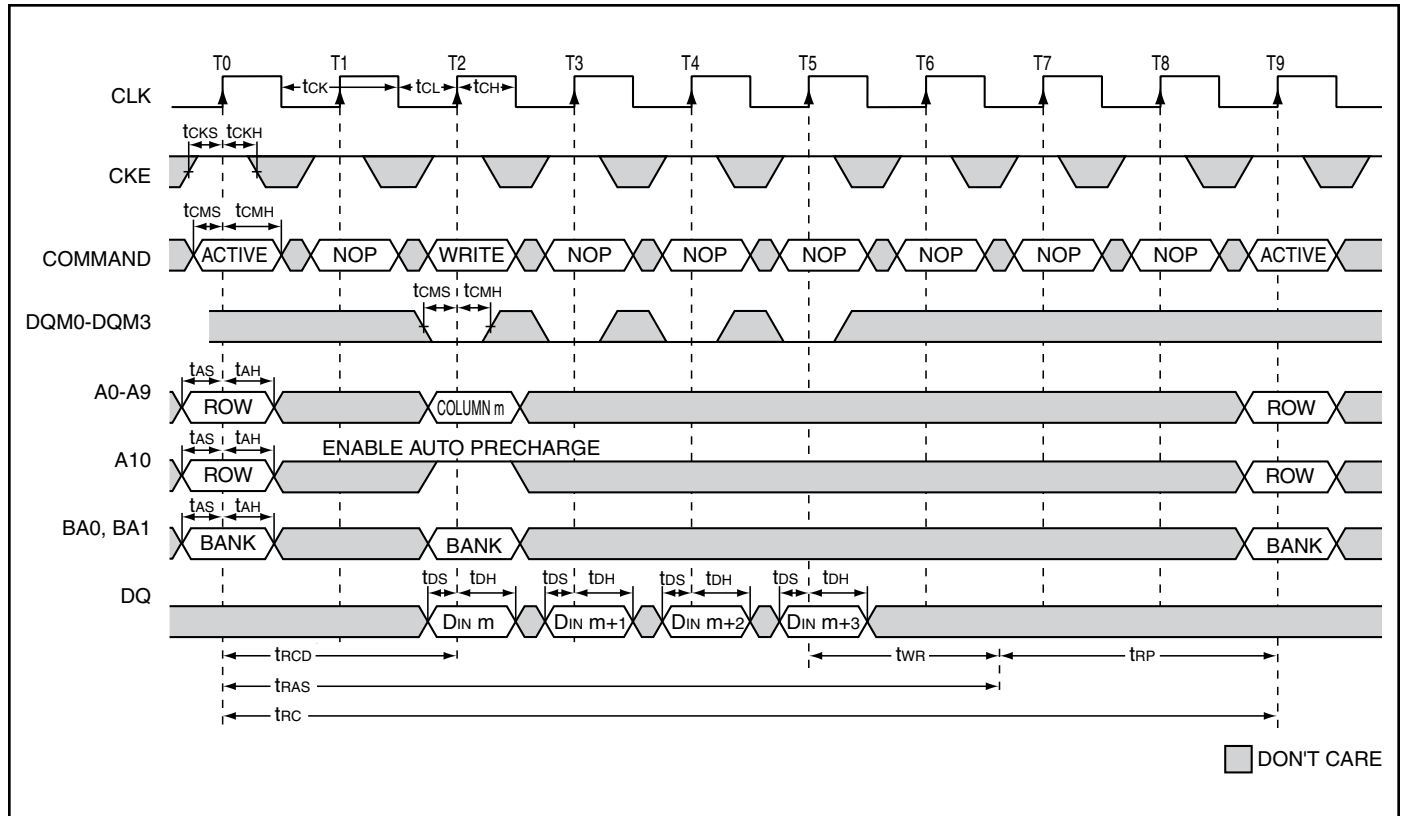 T0 T1 T2 T3 T4 T5 T6 T7 T8 T9
CLK tCK tCL tCH
tCKS tCKH
CKE
tCMS tCMH
COMMAND ACTIVE NOP WRITE NOP NOP NOP NOP NOP NOP ACTIVE
tCMS tCMH
DQM0-DQM3
tAS tAH
A0-A9 ROW COLUMN m ROW
tAS tAH ENABLE AUTO PRECHARGE
A10 ROW ROW
tAS tAH
BA0, BA1 BANK BANK BANK
tDS tDH tDS tDH tDS tDH tDS tDH
DQ DIN m DIN m+1 DIN m+2 DIN m+3
tRCD tWR tRP
tRAS
tRC
DON'T CARE